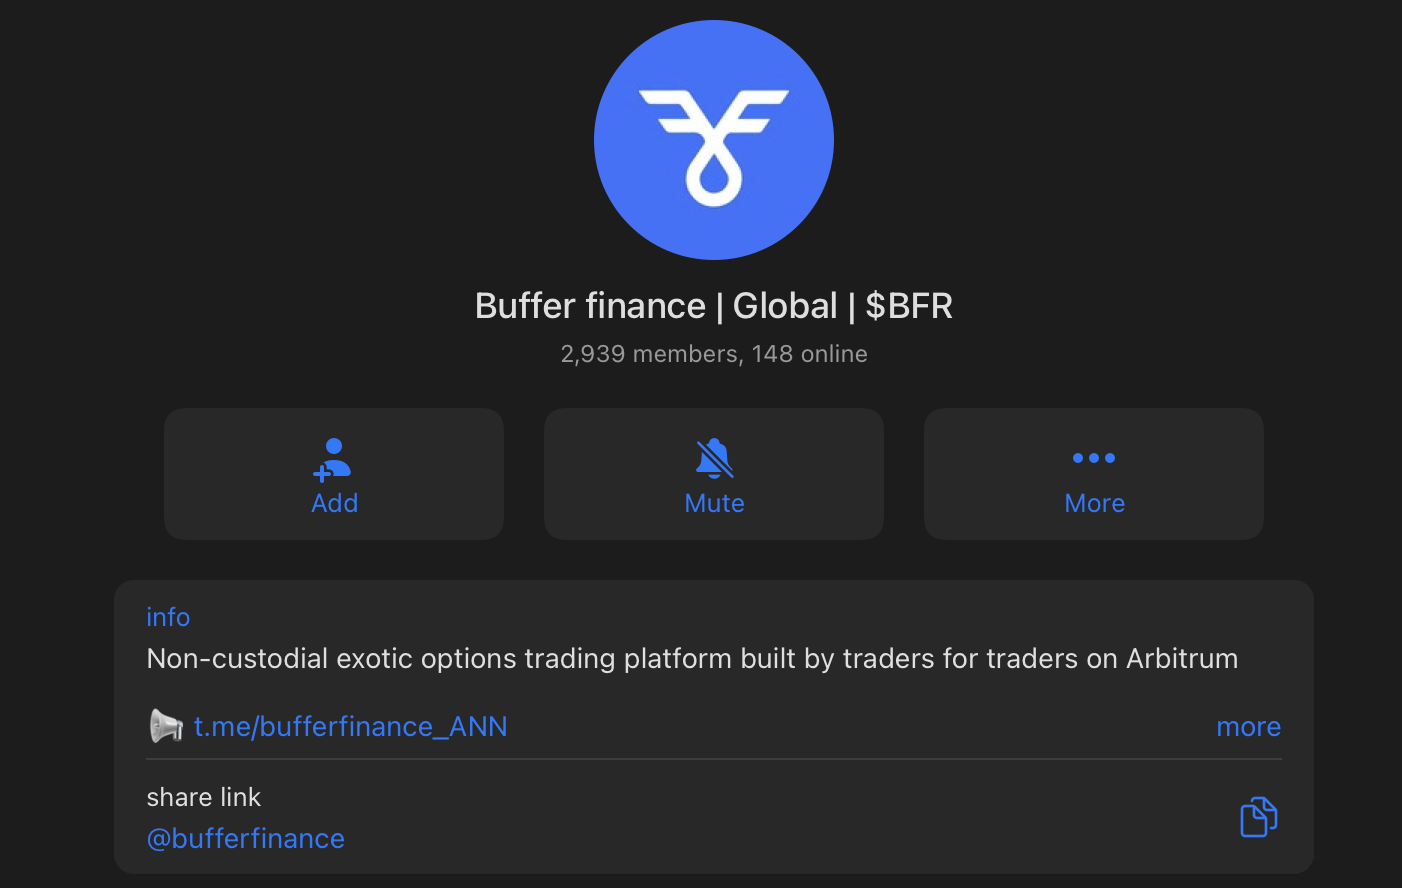 Buffer finance | Global | $BFR
2,939 members, 148 online
Add
Mute
More
info
Non-custodial exotic options trading platform built by traders for traders on Arbitrum
t.me/bufferfinance_ANN
more
share link
@bufferfinance